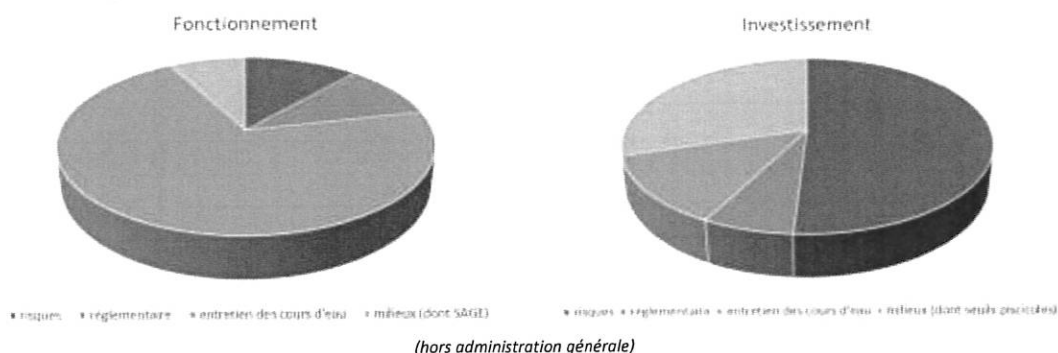 Fonctionnement
Investissement
risques réglementaire entretien des cours d'eau milieux (dont SAGE)
risques réglementaire entretien des cours d'eau milieux (dont seuils piscicoles)
(hors administration générale)